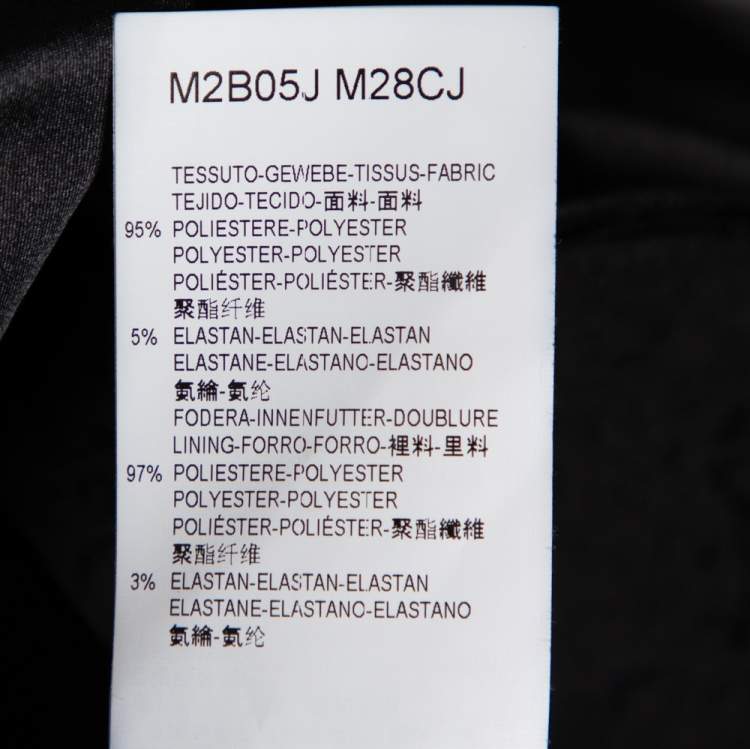 M2B05J M28CJ
TESSUTO-GEWEBE-TISSUS-FABRIC
TEJIDO-TECIDO-面料-面料
95% POLIESTERE-POLYESTER
POLYESTER-POLYESTER
POLIÉSTER-POLIÉSTER-聚酯纖維
聚酯纤维
5% ELASTAN-ELASTAN-ELASTAN
ELASTANE-ELASTANO-ELASTANO
氨綸-氨纶
FODERA-INNENFUTTER-DOUBLURE
LINING-FORRO-FORRO-裡料-里料
97% POLIESTERE-POLYESTER
POLYESTER-POLYESTER
POLIÉSTER-POLIÉSTER-聚酯纖維
聚酯纤维
3% ELASTAN-ELASTAN-ELASTAN
ELASTANE-ELASTANO-ELASTANO
氨綸-氨纶